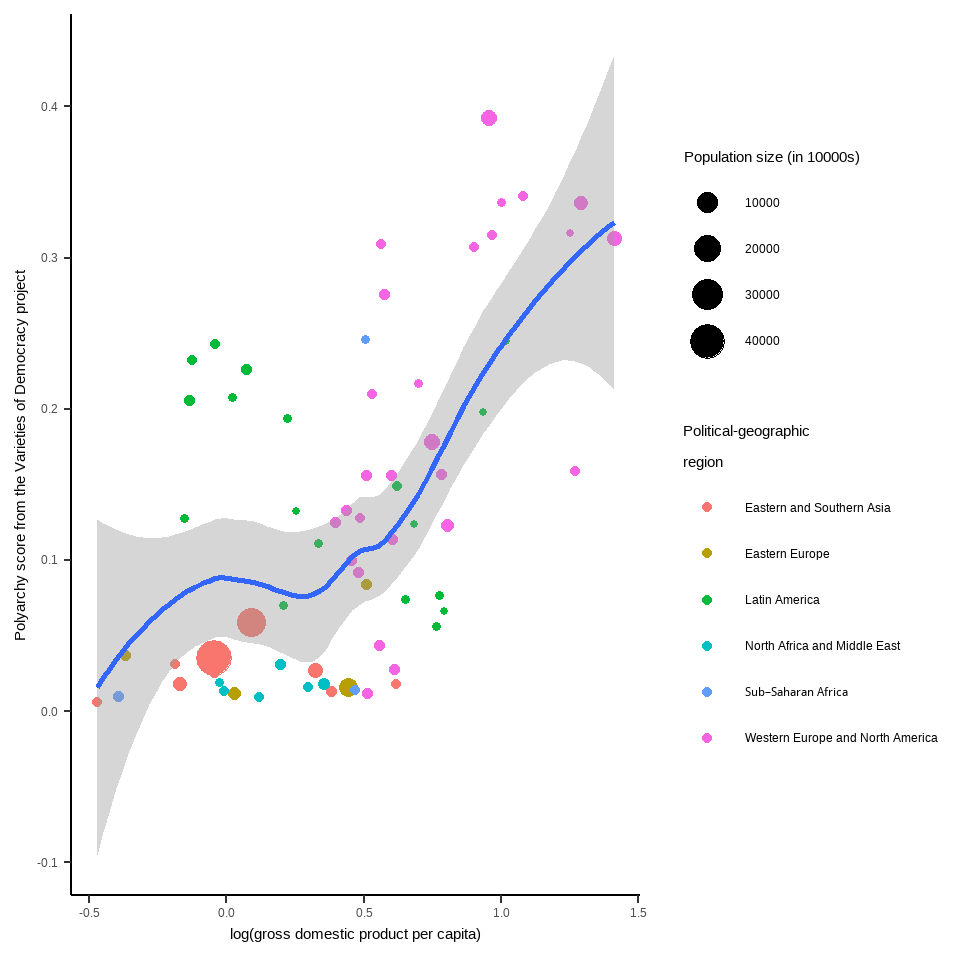 Polyarchy score from the Varieties of Democracy project
0.4
0.3
0.2
0.1
0.0
-0.1
-0.5
0.0
0.5
1.0
1.5
log(gross domestic product per capita)
Population size (in 10000s)
10000
20000
30000
40000
Political-geographic
region
Eastern and Southern Asia
Eastern Europe
Latin America
North Africa and Middle East
Sub−Saharan Africa
Western Europe and North America